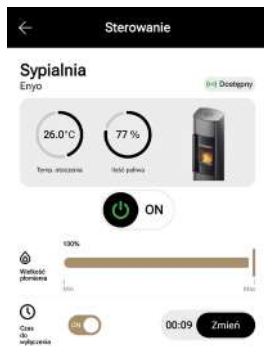 Sterowanie
Sypialnia
Enyo
Dostępny
26.0°C
77 %
Temp. otoczenia
Ilość paliwa
ON
100%
Wielkość
płomienia
Min
Max
Czas
do
wyłączenia
ON
00:09
Zmień